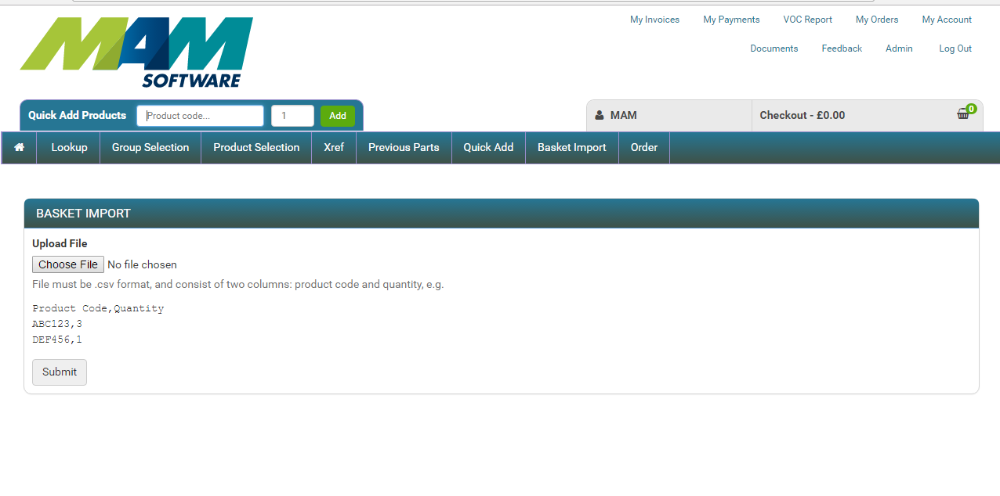 MAM
SOFTWARE
My Invoices My Payments VOC Report My Orders My Account
Documents Feedback Admin Log Out
Quick Add Products Product code... 1 Add
MAM Checkout - £0.00 0
Lookup Group Selection Product Selection Xref Previous Parts Quick Add Basket Import Order
BASKET IMPORT
Upload File
Choose File No file chosen
File must be .csv format, and consist of two columns: product code and quantity, e.g.
Product Code,Quantity
ABC123,3
DEF456,1
Submit